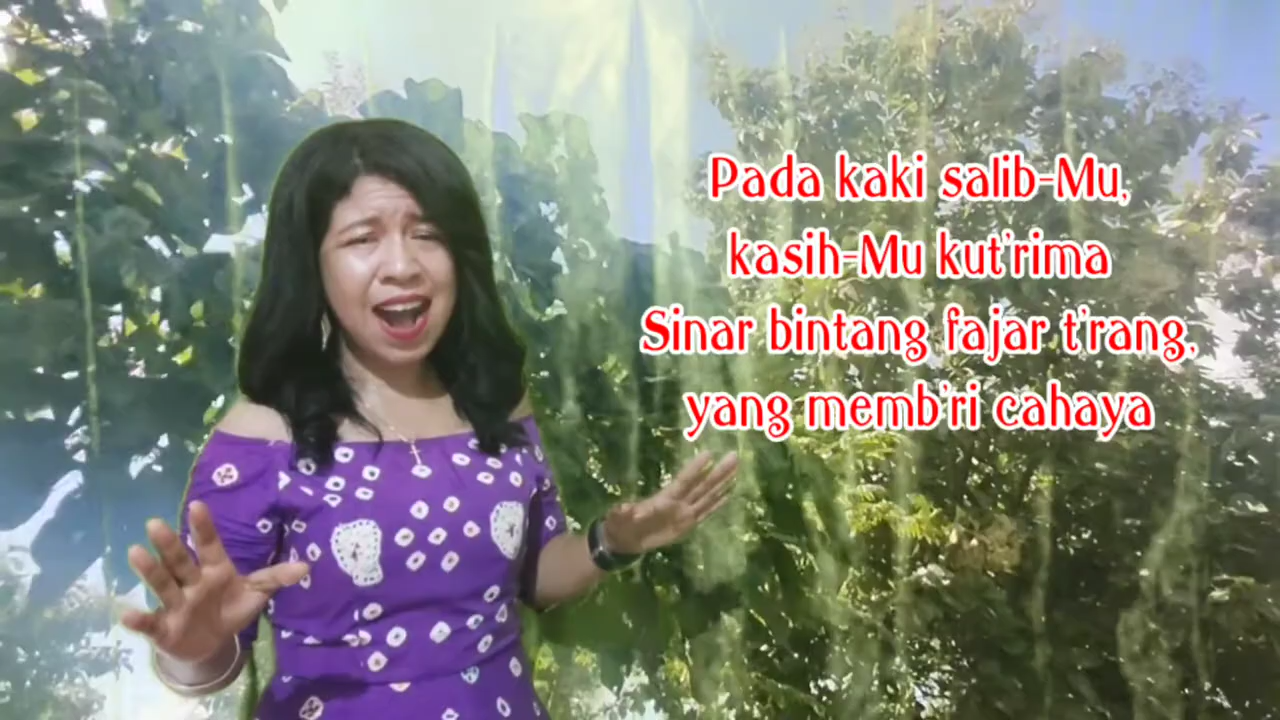 Pada kaki salib-Mu,
kasih-Mu kut'rima
Sinar bintang fajar t'rang,
yang memb'ri cahaya